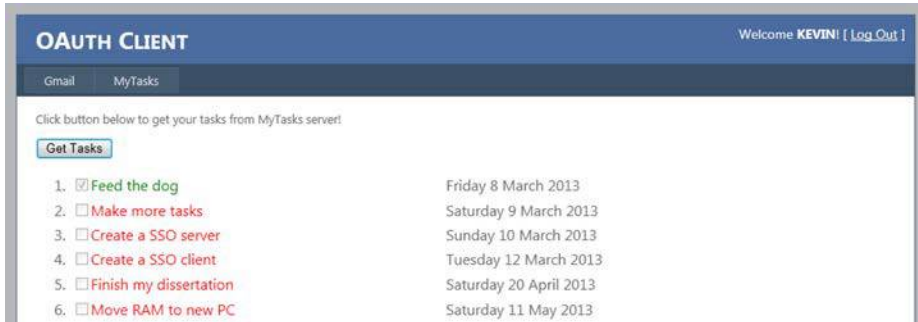 OAUTH CLIENT
Welcome KEVIN! [ Log Out ]
Gmail MyTasks
Click button below to get your tasks from MyTasks server!
Get Tasks
1. Feed the dog Friday 8 March 2013
2. Make more tasks Saturday 9 March 2013
3. Create a SSO server Sunday 10 March 2013
4. Create a SSO client Tuesday 12 March 2013
5. Finish my dissertation Saturday 20 April 2013
6. Move RAM to new PC Saturday 11 May 2013